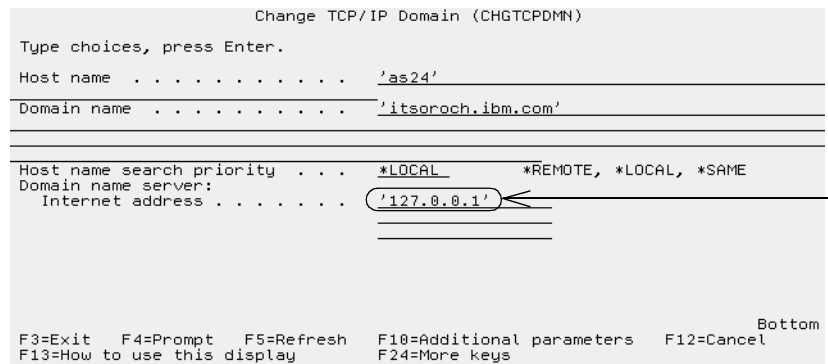 Change TCP/IP Domain (CHGTCPDMN)
Type choices, press Enter.
Host name . . . . . . . . . . . 'as24'
Domain name . . . . . . . . . . 'itsoroch.ibm.com'
Host name search priority . . . *LOCAL *REMOTE, *LOCAL, *SAME
Domain name server:
Internet address . . . . . . . '127.0.0.1'
Bottom
F3=Exit F4=Prompt F5=Refresh F10=Additional parameters F12=Cancel
F13=How to use this display F24=More keys